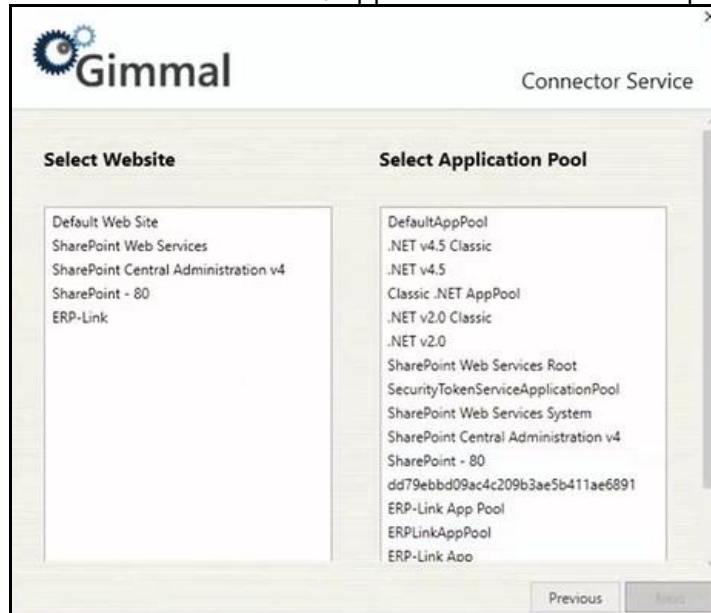 Gimmal
Connector Service
Select Website
Default Web Site
SharePoint Web Services
SharePoint Central Administration v4
SharePoint - 80
ERP-Link
Select Application Pool
DefaultAppPool
.NET v4.5 Classic
.NET v4.5
Classic .NET AppPool
.NET v2.0 Classic
.NET v2.0
SharePoint Web Services Root
SecurityTokenServiceApplicationPool
SharePoint Web Services System
SharePoint Central Administration v4
SharePoint - 80
dd79ebbd09ac4c209b3ae5b411ae6891
ERP-Link App Pool
ERPLinkAppPool
ERP-Link App
Previous
Next